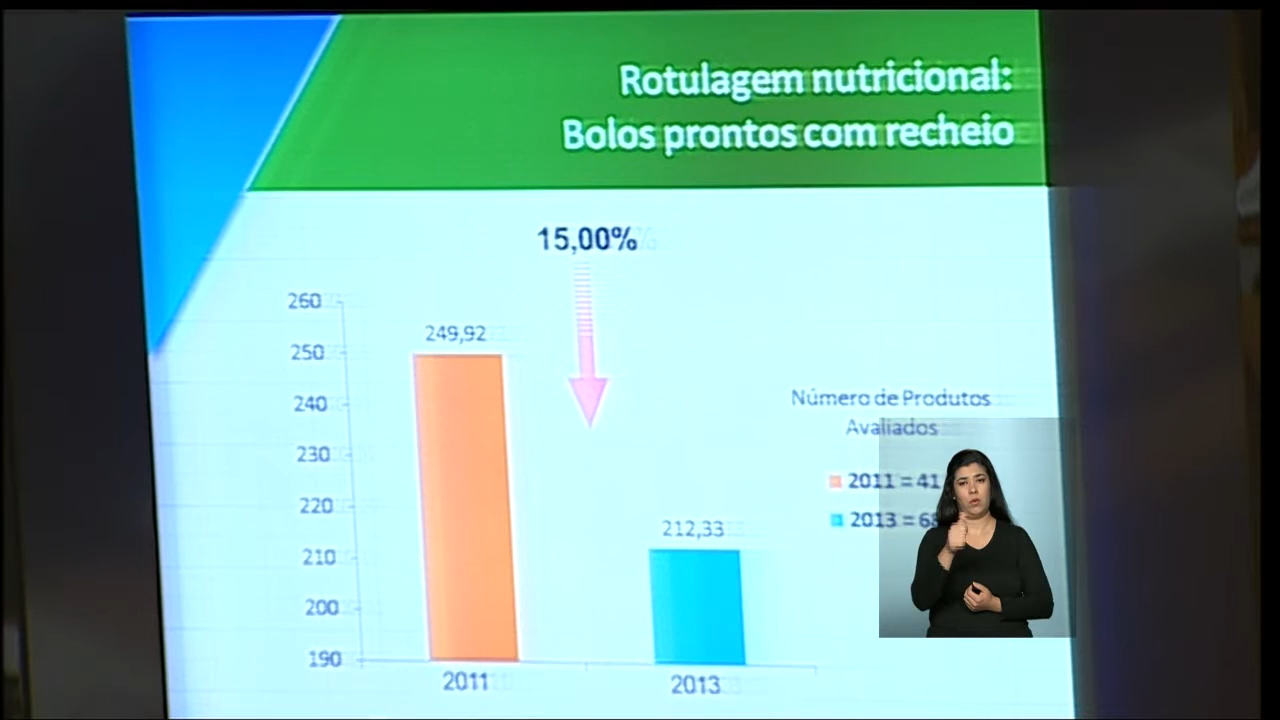 Rotulagem nutricional:
Bolos prontos com recheio
15,00%
260
250
240
230
220
210
200
190
249,92
212,33
2011
2013
Número de Produtos
Avaliados
2011 = 41
2013 = 68